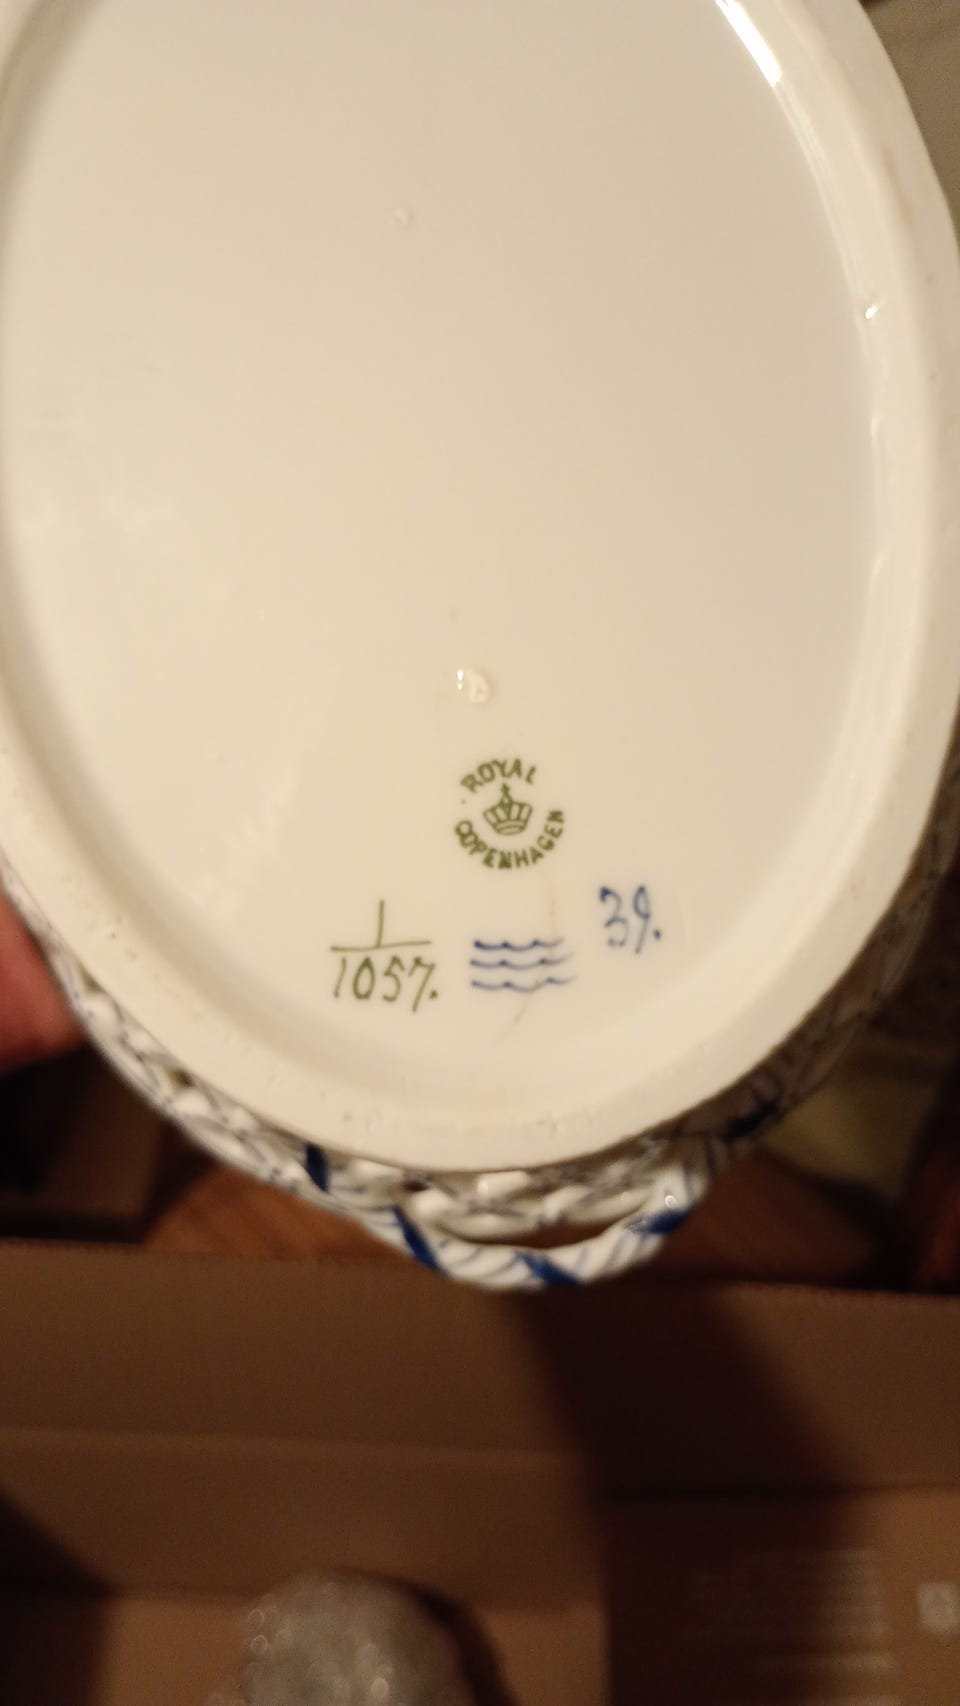 ROYAL
COPENHAGEN
1
1057.
39.